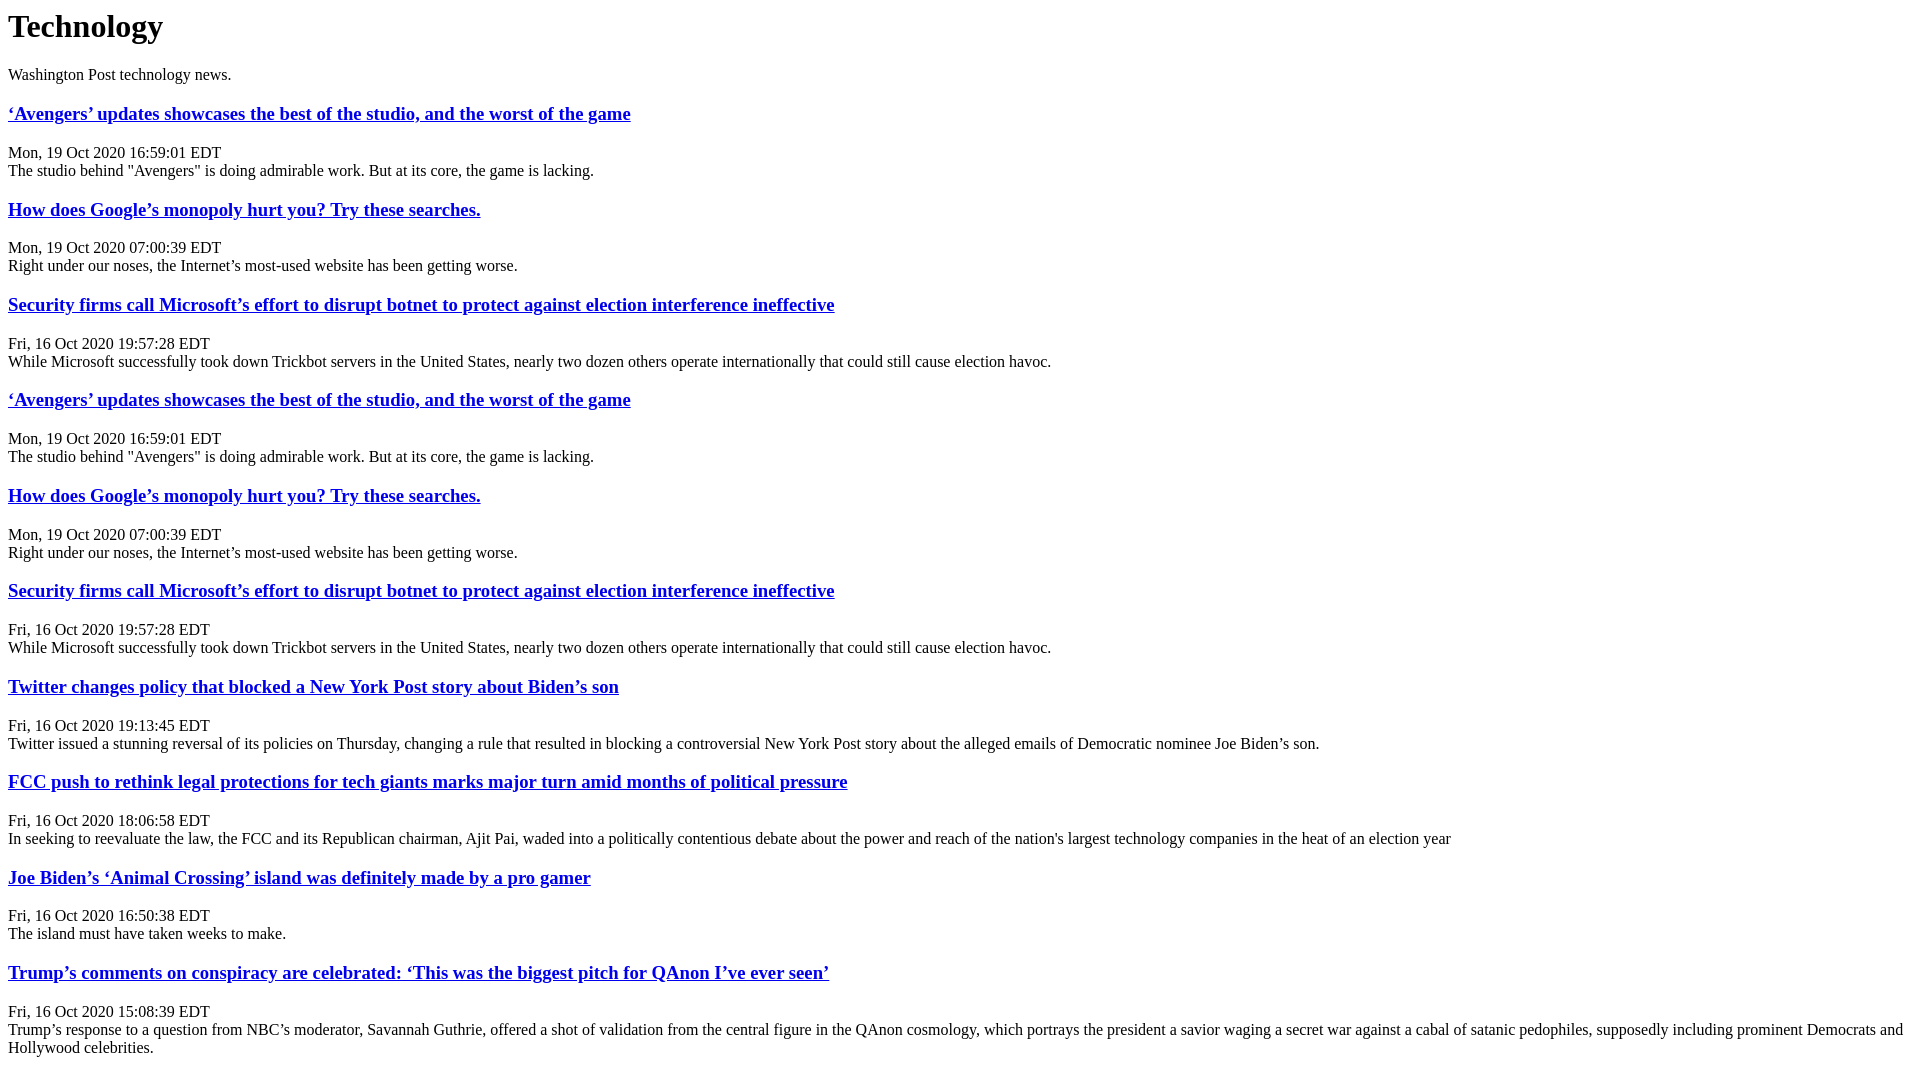 Technology
Washington Post technology news.
‘Avengers’ updates showcases the best of the studio, and the worst of the game
Mon, 19 Oct 2020 16:59:01 EDT
The studio behind "Avengers" is doing admirable work. But at its core, the game is lacking.
How does Google’s monopoly hurt you? Try these searches.
Mon, 19 Oct 2020 07:00:39 EDT
Right under our noses, the Internet’s most-used website has been getting worse.
Security firms call Microsoft’s effort to disrupt botnet to protect against election interference ineffective
Fri, 16 Oct 2020 19:57:28 EDT
While Microsoft successfully took down Trickbot servers in the United States, nearly two dozen others operate internationally that could still cause election havoc.
‘Avengers’ updates showcases the best of the studio, and the worst of the game
Mon, 19 Oct 2020 16:59:01 EDT
The studio behind "Avengers" is doing admirable work. But at its core, the game is lacking.
How does Google’s monopoly hurt you? Try these searches.
Mon, 19 Oct 2020 07:00:39 EDT
Right under our noses, the Internet’s most-used website has been getting worse.
Security firms call Microsoft’s effort to disrupt botnet to protect against election interference ineffective
Fri, 16 Oct 2020 19:57:28 EDT
While Microsoft successfully took down Trickbot servers in the United States, nearly two dozen others operate internationally that could still cause election havoc.
Twitter changes policy that blocked a New York Post story about Biden’s son
Fri, 16 Oct 2020 19:13:45 EDT
Twitter issued a stunning reversal of its policies on Thursday, changing a rule that resulted in blocking a controversial New York Post story about the alleged emails of Democratic nominee Joe Biden’s son.
FCC push to rethink legal protections for tech giants marks major turn amid months of political pressure
Fri, 16 Oct 2020 18:06:58 EDT
In seeking to reevaluate the law, the FCC and its Republican chairman, Ajit Pai, waded into a politically contentious debate about the power and reach of the nation's largest technology companies in the heat of an election year
Joe Biden’s ‘Animal Crossing’ island was definitely made by a pro gamer
Fri, 16 Oct 2020 16:50:38 EDT
The island must have taken weeks to make.
Trump’s comments on conspiracy are celebrated: ‘This was the biggest pitch for QAnon I’ve ever seen’
Fri, 16 Oct 2020 15:08:39 EDT
Trump’s response to a question from NBC’s moderator, Savannah Guthrie, offered a shot of validation from the central figure in the QAnon cosmology, which portrays the president a savior waging a secret war against a cabal of satanic pedophiles, supposedly including prominent Democrats and
Hollywood celebrities.